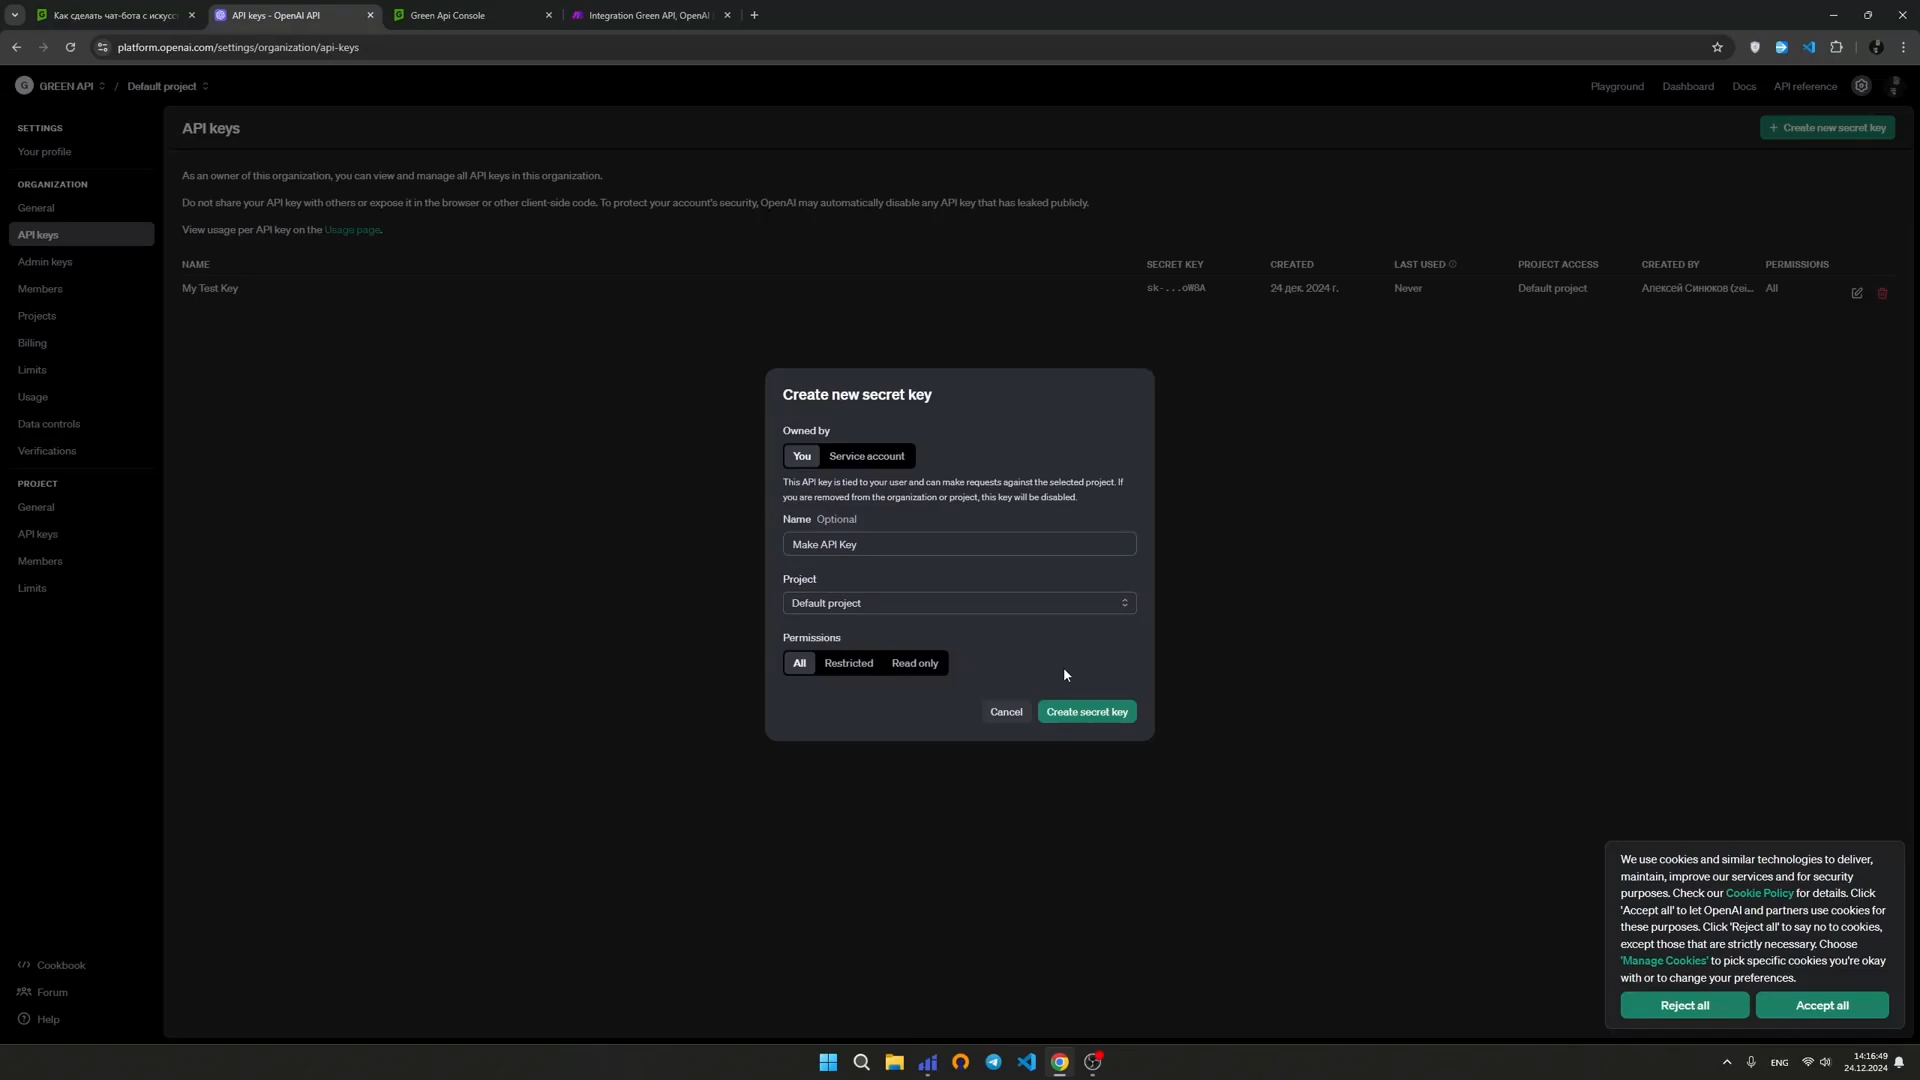 Как сделать чат-бота с искусс
API keys - OpenAI API
Green Api Console
Integration Green API, OpenAI
platform.openai.com/settings/organization/api-keys
G GREEN API / Default project
Playground Dashboard Docs API reference
SETTINGS
Your profile
ORGANIZATION
General
API keys
Admin keys
Members
Projects
Billing
Limits
Usage
Data controls
Verifications
PROJECT
General
API keys
Members
Limits
Cookbook
Forum
Help
API keys
+ Create new secret key
As an owner of this organization, you can view and manage all API keys in this organization.
Do not share your API key with others or expose it in the browser or other client-side code. To protect your account's security, OpenAI may automatically disable any API key that has leaked publicly.
View usage per API key on the Usage page.
NAME SECRET KEY CREATED LAST USED PROJECT ACCESS CREATED BY PERMISSIONS
My Test Key sk-...oW8A 24 дек. 2024 г. Never Default project Алексей Синюков (zei... All
Create new secret key
Owned by
You Service account
This API key is tied to your user and can make requests against the selected project. If
you are removed from the organization or project, this key will be disabled.
Name Optional
Make API Key
Project
Default project
Permissions
All Restricted Read only
Cancel Create secret key
We use cookies and similar technologies to deliver,
maintain, improve our services and for security
purposes. Check our Cookie Policy for details. Click
'Accept all' to let OpenAI and partners use cookies for
these purposes. Click 'Reject all' to say no to cookies,
except those that are strictly necessary. Choose
'Manage Cookies' to pick specific cookies you're okay
with or to change your preferences.
Reject all Accept all
ENG
14:16:49
24.12.2024